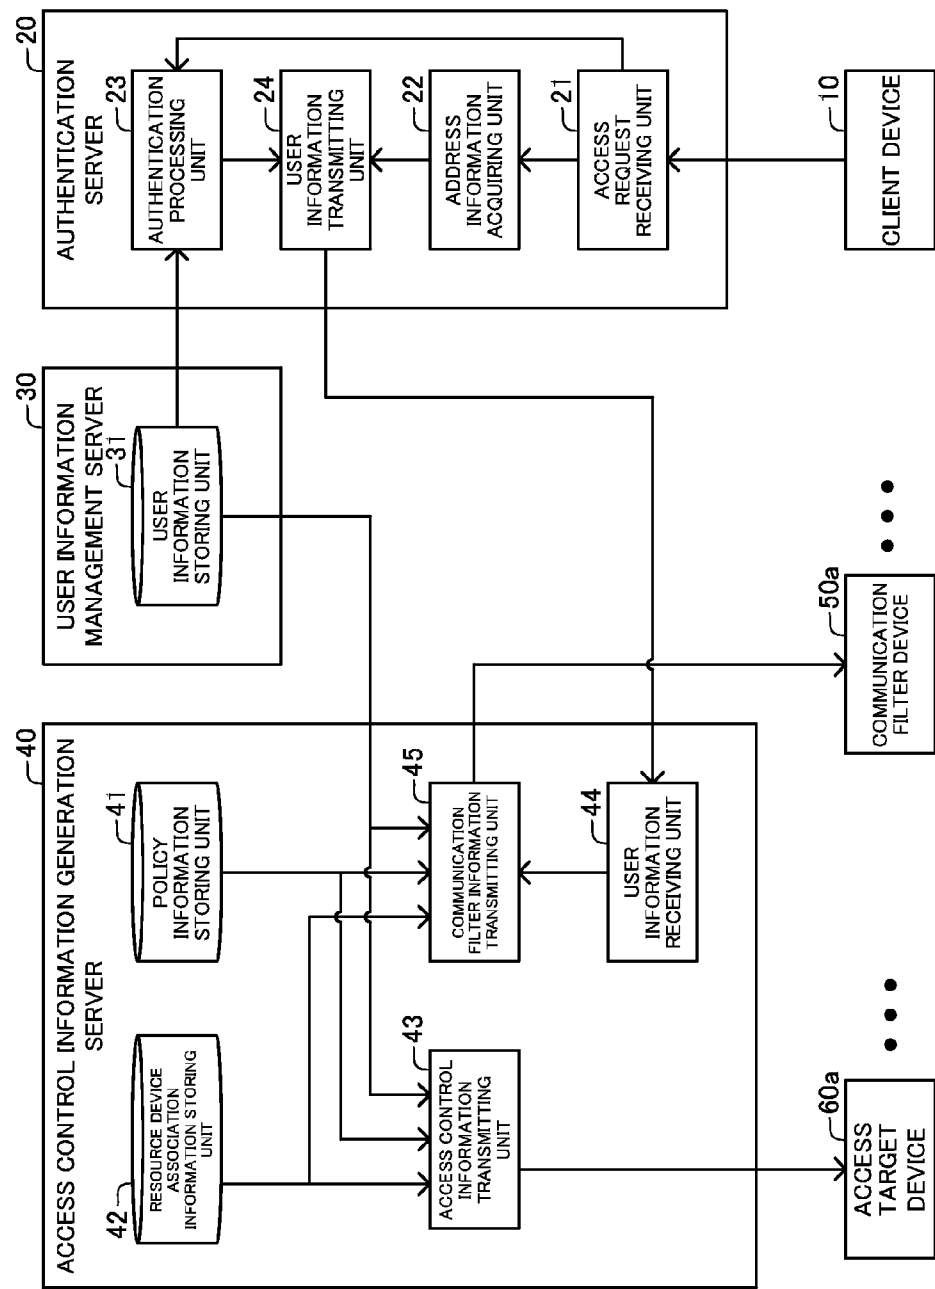 40
ACCESS CONTROL INFORMATION GENERATION
SERVER
42
RESOURCE DEVICE
ASSOCIATION
INFORMATION STORING
UNIT
41
POLICY
INFORMATION
STORING UNIT
43
ACCESS CONTROL
INFORMATION
TRANSMITTING
UNIT
45
COMMUNICATION
FILTER INFORMATION
TRANSMITTING UNIT
44
USER
INFORMATION
RECEIVING UNIT
30
USER INFORMATION
MANAGEMENT SERVER
31
USER
INFORMATION
STORING UNIT
20
AUTHENTICATION
SERVER
23
AUTHENTICATION
PROCESSING
UNIT
24
USER
INFORMATION
TRANSMITTING
UNIT
22
ADDRESS
INFORMATION
ACQUIRING UNIT
21
ACCESS
REQUEST
RECEIVING UNIT
60a
ACCESS
TARGET
DEVICE
50a
COMMUNICATION
FILTER DEVICE
10
CLIENT DEVICE